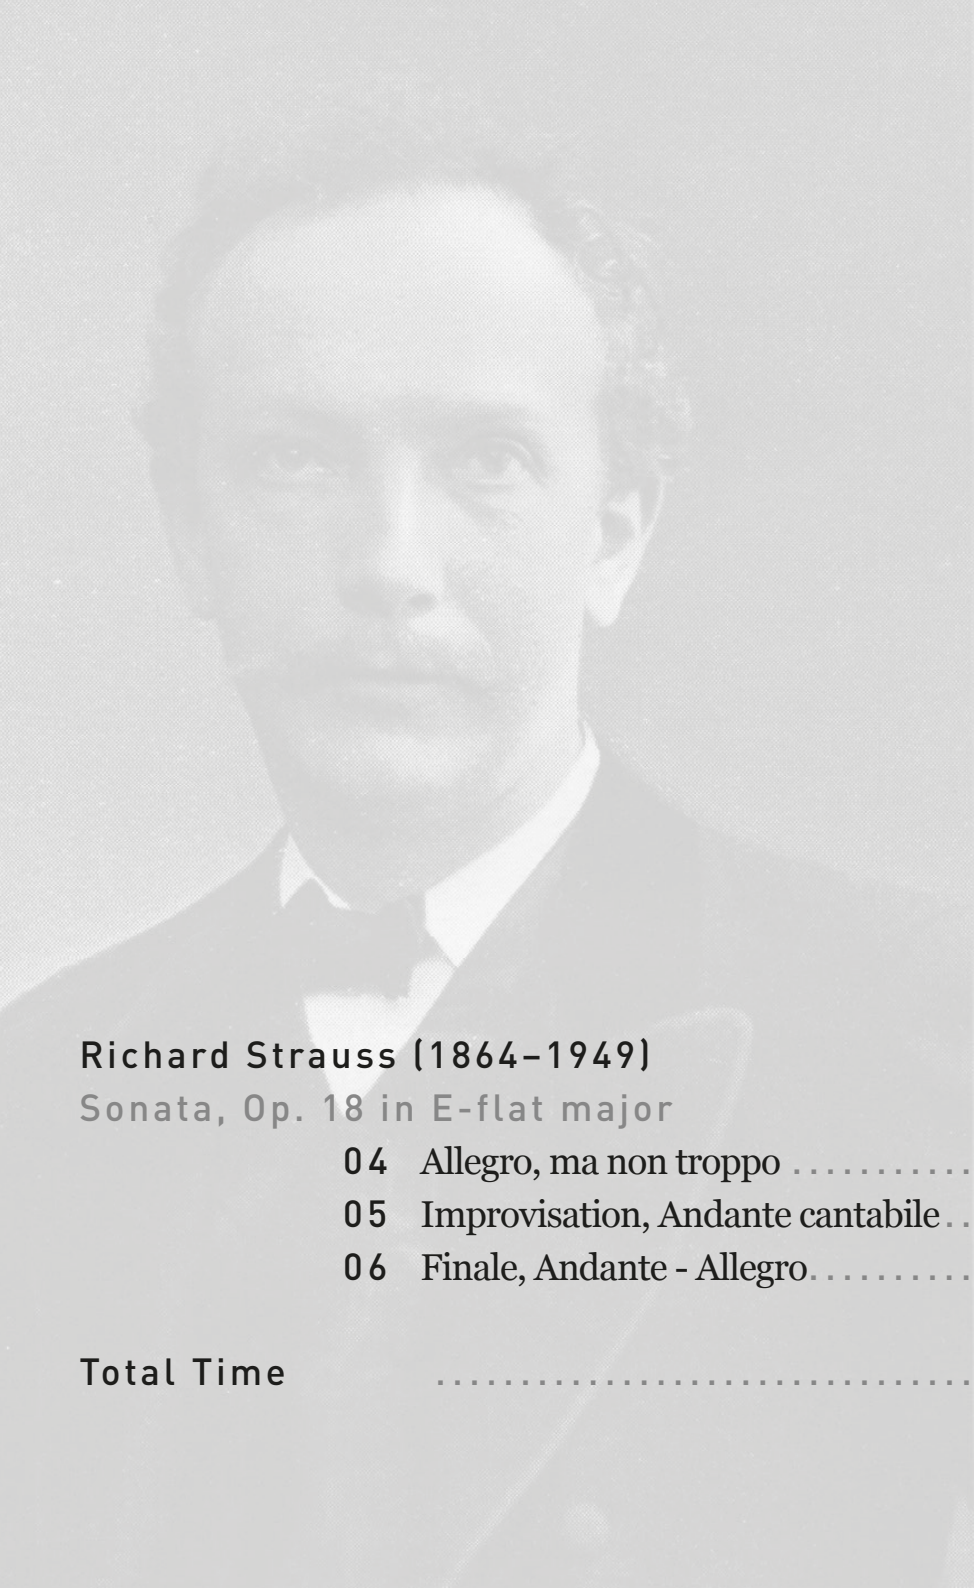 Richard Strauss (1864–1949)
Sonata, Op. 18 in E-flat major
04 Allegro, ma non troppo ...........
05 Improvisation, Andante cantabile ..
06 Finale, Andante - Allegro..........
Total Time ................................